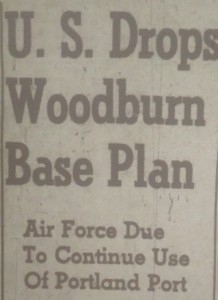 U. S. Drops
Woodburn
Base Plan
Air Force Due
To Continue Use
Of Portland Port